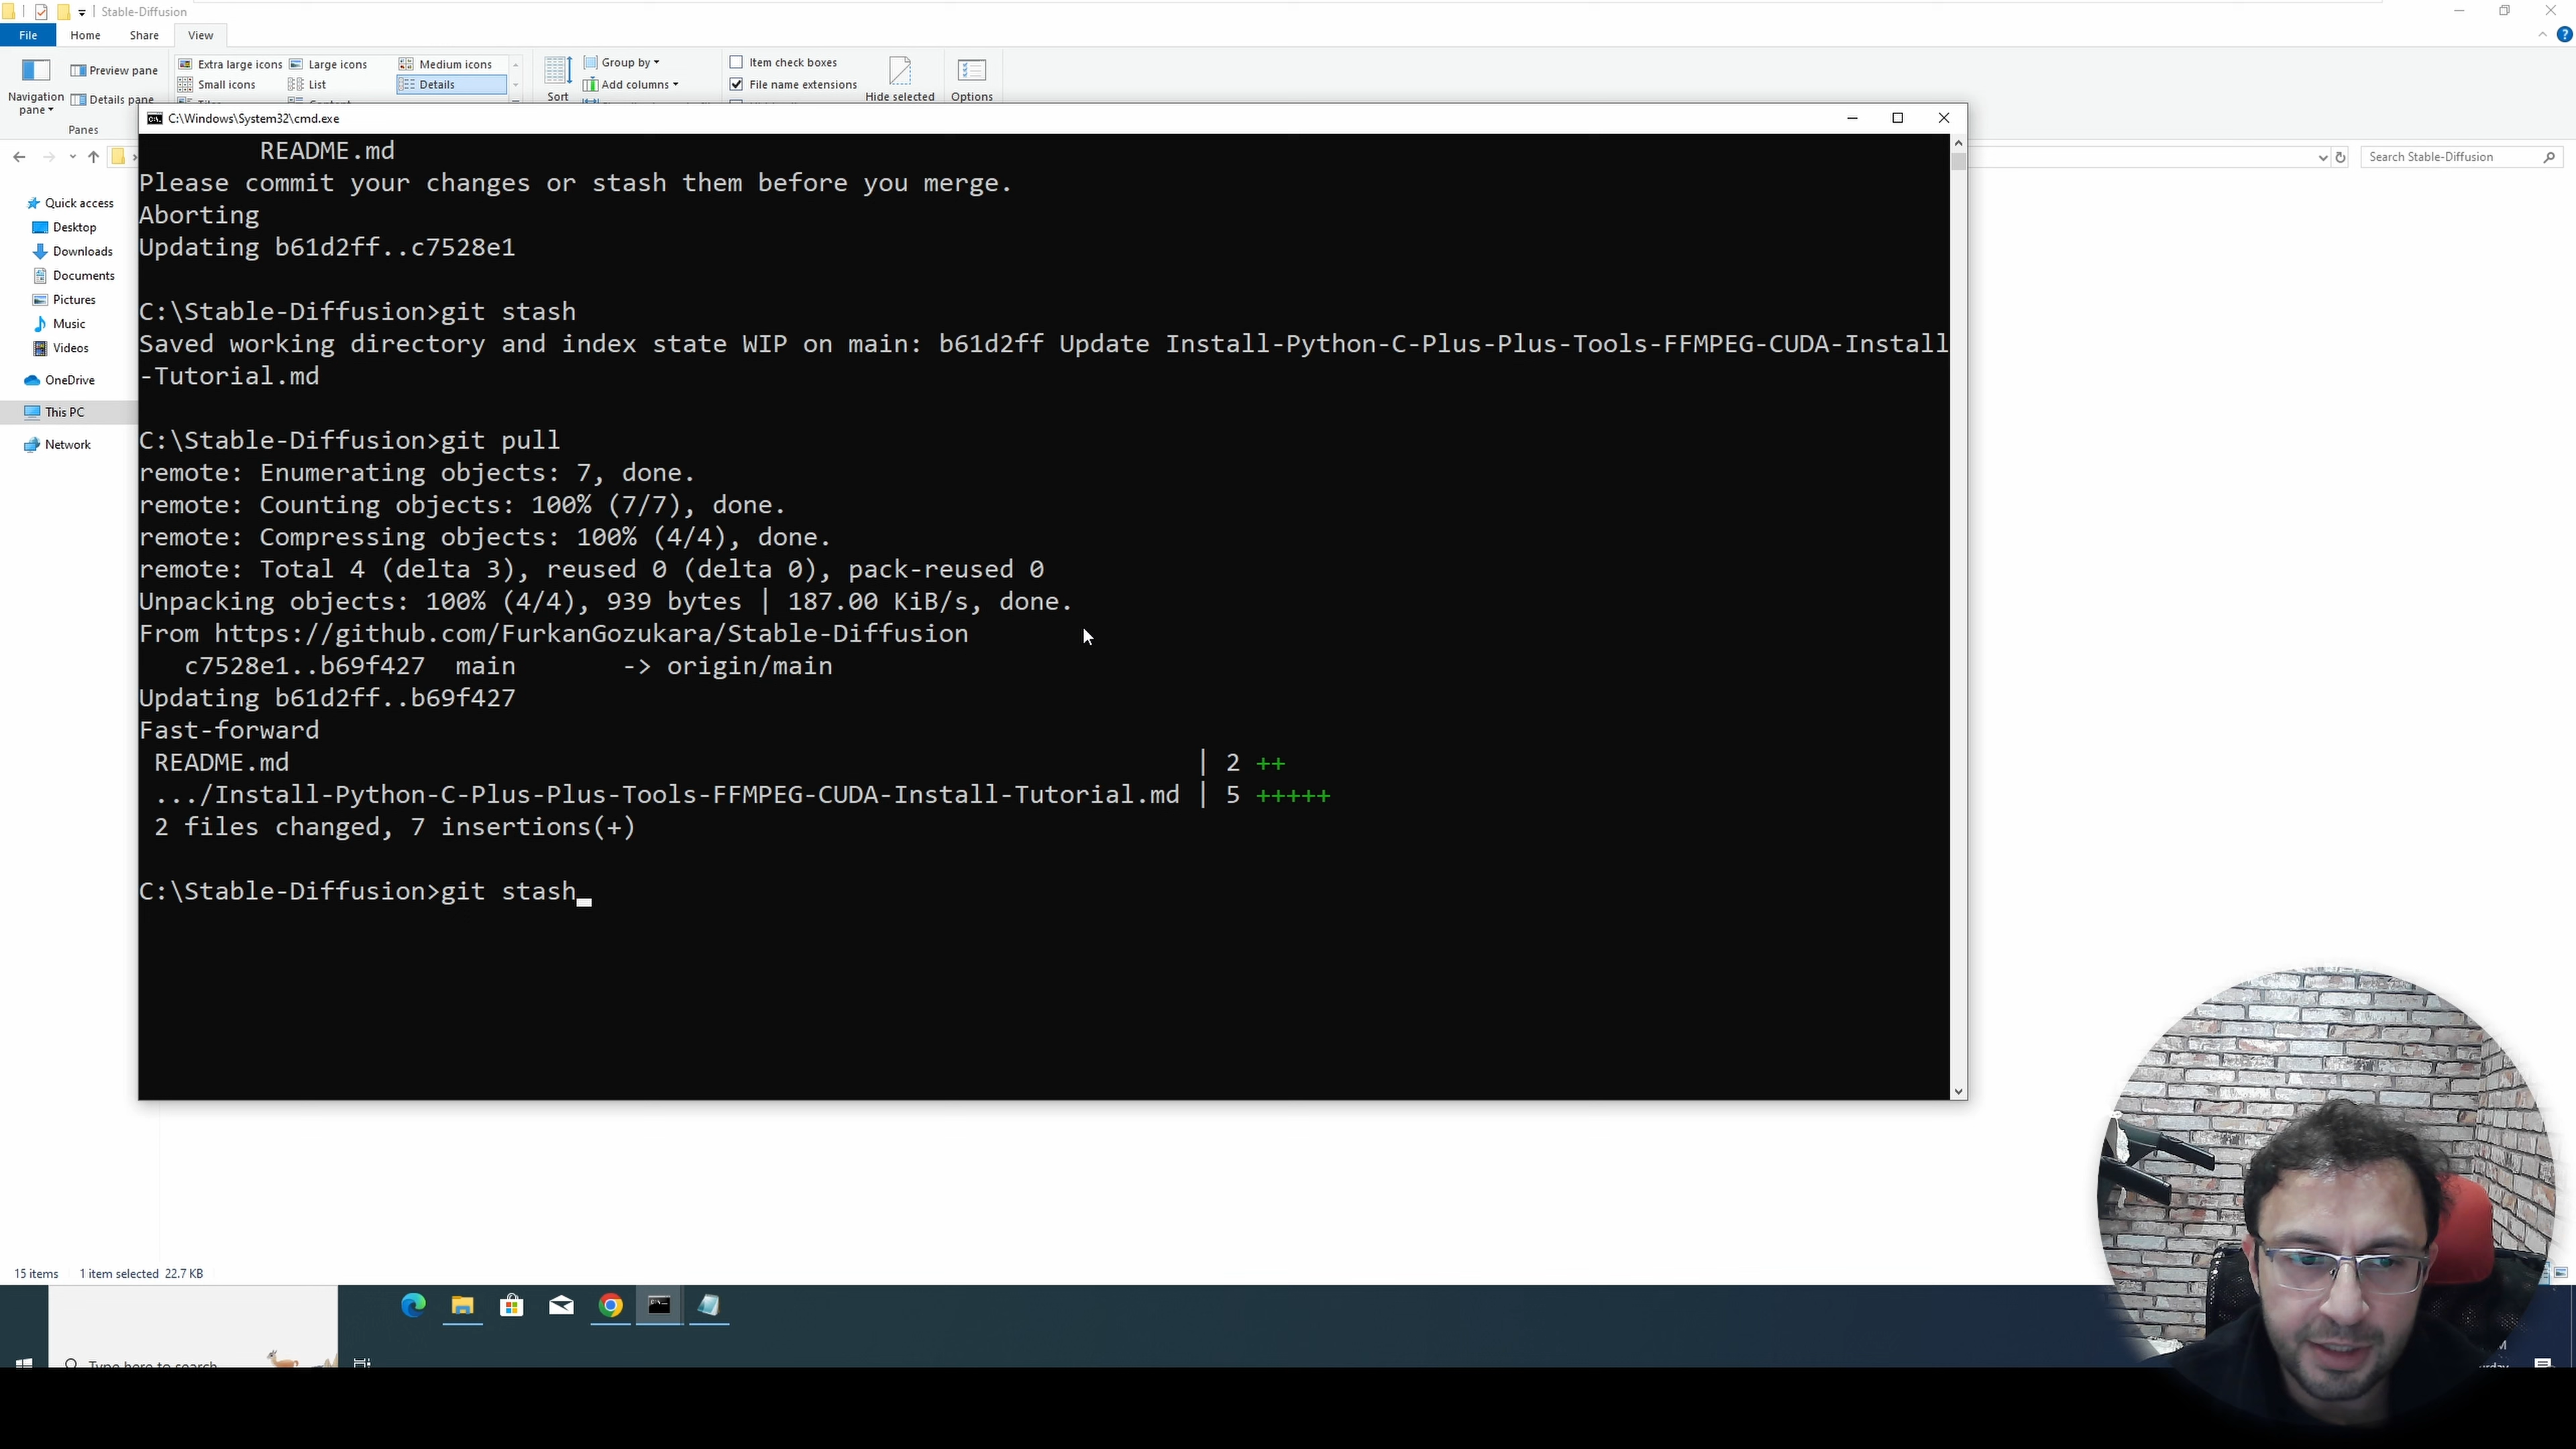 Stable-Diffusion
File Home Share View
Navigation pane
Preview pane
Details pane
Extra large icons
Large icons
Medium icons
Small icons
List
Details
Sort
Group by
Add columns
Item check boxes
File name extensions
Hide selected
Options
Panes
C:\Windows\System32\cmd.exe
Search Stable-Diffusion
Quick access
Desktop
Downloads
Documents
Pictures
Music
Videos
OneDrive
This PC
Network
README.md
Please commit your changes or stash them before you merge.
Aborting
Updating b61d2ff..c7528e1
C:\Stable-Diffusion>git stash
Saved working directory and index state WIP on main: b61d2ff Update Install-Python-C-Plus-Plus-Tools-FFMPEG-CUDA-Install
-Tutorial.md
C:\Stable-Diffusion>git pull
remote: Enumerating objects: 7, done.
remote: Counting objects: 100% (7/7), done.
remote: Compressing objects: 100% (4/4), done.
remote: Total 4 (delta 3), reused 0 (delta 0), pack-reused 0
Unpacking objects: 100% (4/4), 939 bytes | 187.00 KiB/s, done.
From https://github.com/FurkanGozukara/Stable-Diffusion
c7528e1..b69f427  main       -> origin/main
Updating b61d2ff..b69f427
Fast-forward
README.md | 2 ++
.../Install-Python-C-Plus-Plus-Tools-FFMPEG-CUDA-Install-Tutorial.md | 5 +++++
2 files changed, 7 insertions(+)
C:\Stable-Diffusion>git stash
15 items 1 item selected 22.7 KB
Type here to search